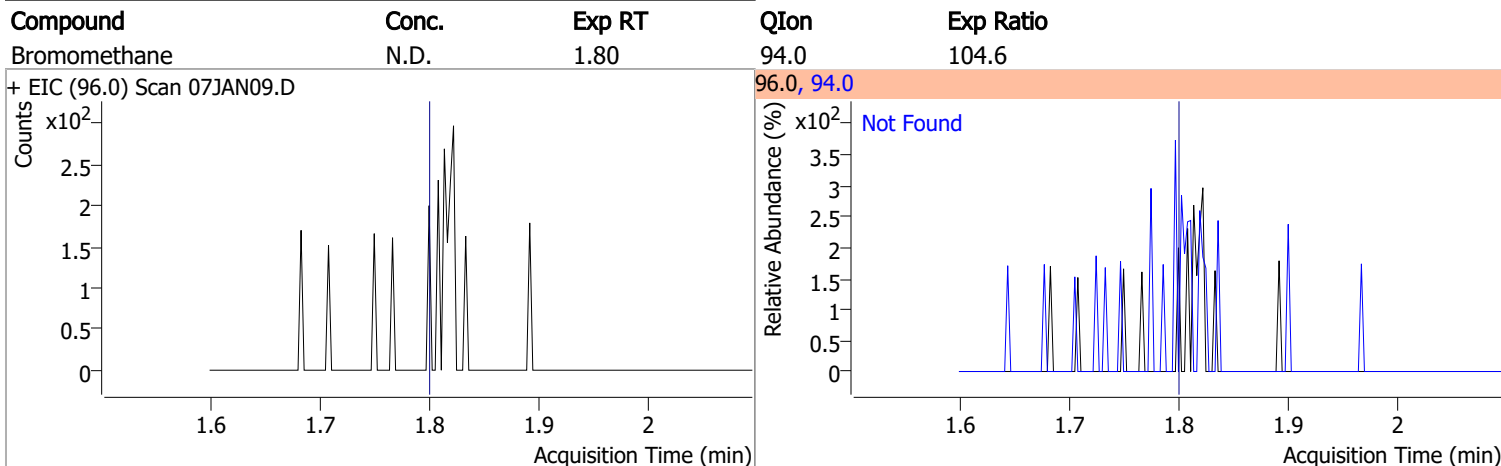 Compound Conc. Exp RT QIon Exp Ratio
Bromomethane N.D. 1.80 94.0 104.6
+ EIC (96.0) Scan 07JAN09.D
Counts
x10²
2.5
2
1.5
1
0.5
0
1.6 1.7 1.8 1.9 2
Acquisition Time (min)
96.0, 94.0
Relative Abundance (%)
x10²
Not Found
3.5
3
2.5
2
1.5
1
0.5
0
1.6 1.7 1.8 1.9 2
Acquisition Time (min)